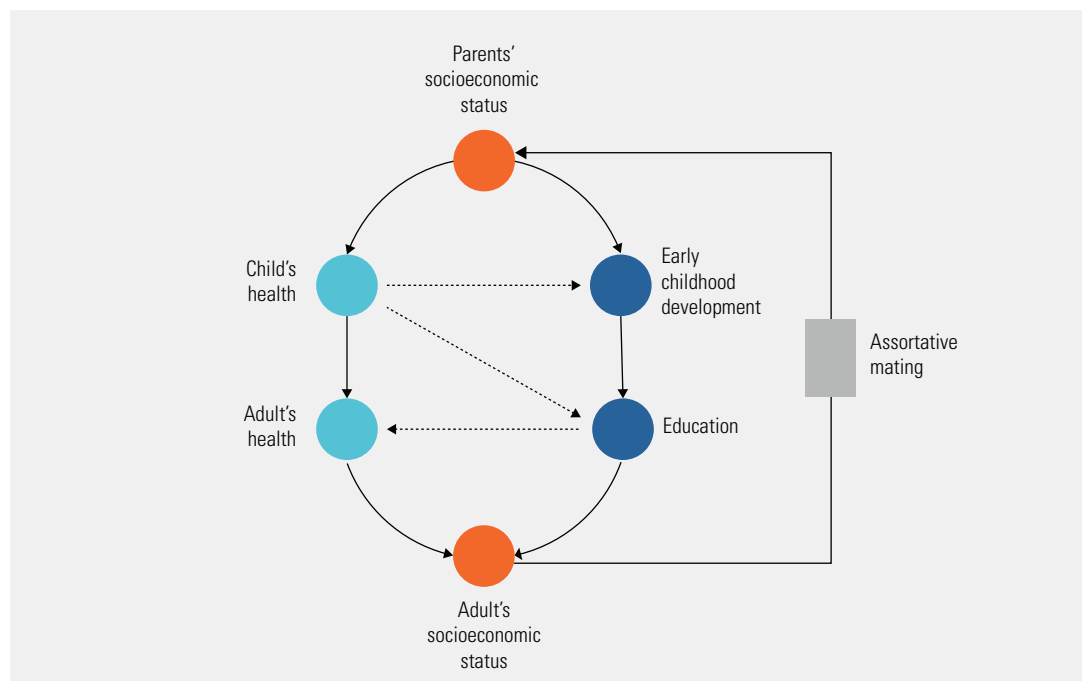 Parents’
socioeconomic
status
Child’s
health
Early
childhood
development
Assortative
mating
Adult’s
health
Education
Adult’s
socioeconomic
status